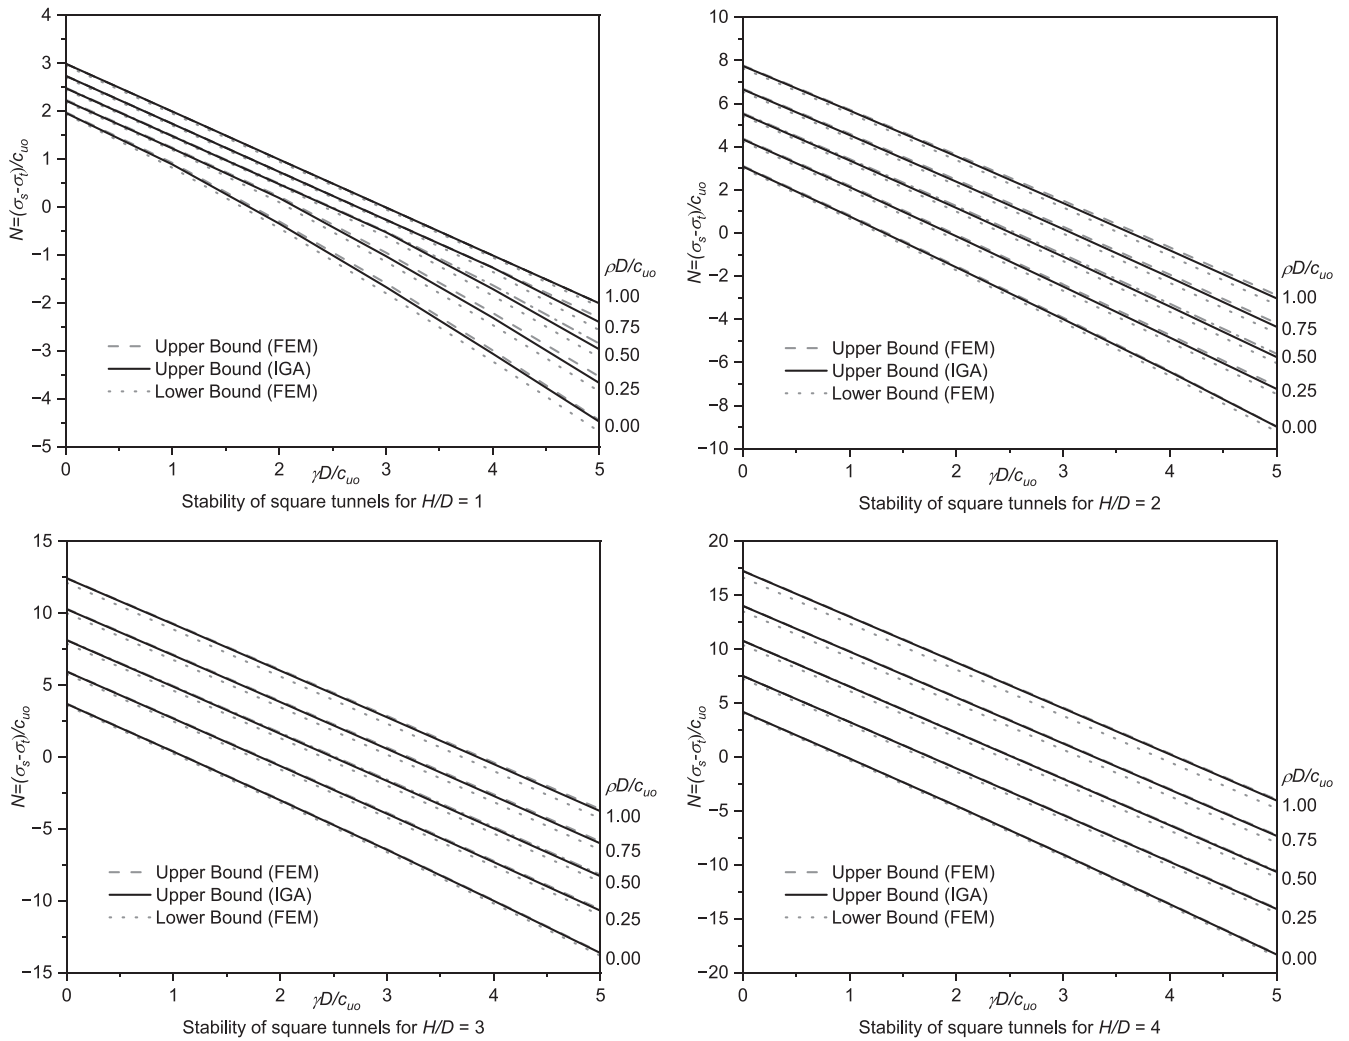 4
3
2
1
0
−1
−2
−3
−4
−5
N=(σs-σt)/cuo
Upper Bound (FEM)
Upper Bound (IGA)
Lower Bound (FEM)
ρD/cuo
1.00
0.75
0.50
0.25
0.00
0 1 2 3 4 5
γD/cuo
Stability of square tunnels for H/D = 1
10
8
6
4
2
0
−2
−4
−6
−8
−10
N=(σs-σt)/cuo
Upper Bound (FEM)
Upper Bound (IGA)
Lower Bound (FEM)
ρD/cuo
1.00
0.75
0.50
0.25
0.00
0 1 2 3 4 5
γD/cuo
Stability of square tunnels for H/D = 2
15
10
5
0
−5
−10
−15
N=(σs-σt)/cuo
Upper Bound (FEM)
Upper Bound (IGA)
Lower Bound (FEM)
ρD/cuo
1.00
0.75
0.50
0.25
0.00
0 1 2 3 4 5
γD/cuo
Stability of square tunnels for H/D = 3
20
15
10
5
0
−5
−10
−15
−20
N=(σs-σt)/cuo
Upper Bound (FEM)
Upper Bound (IGA)
Lower Bound (FEM)
ρD/cuo
1.00
0.75
0.50
0.25
0.00
0 1 2 3 4 5
γD/cuo
Stability of square tunnels for H/D = 4